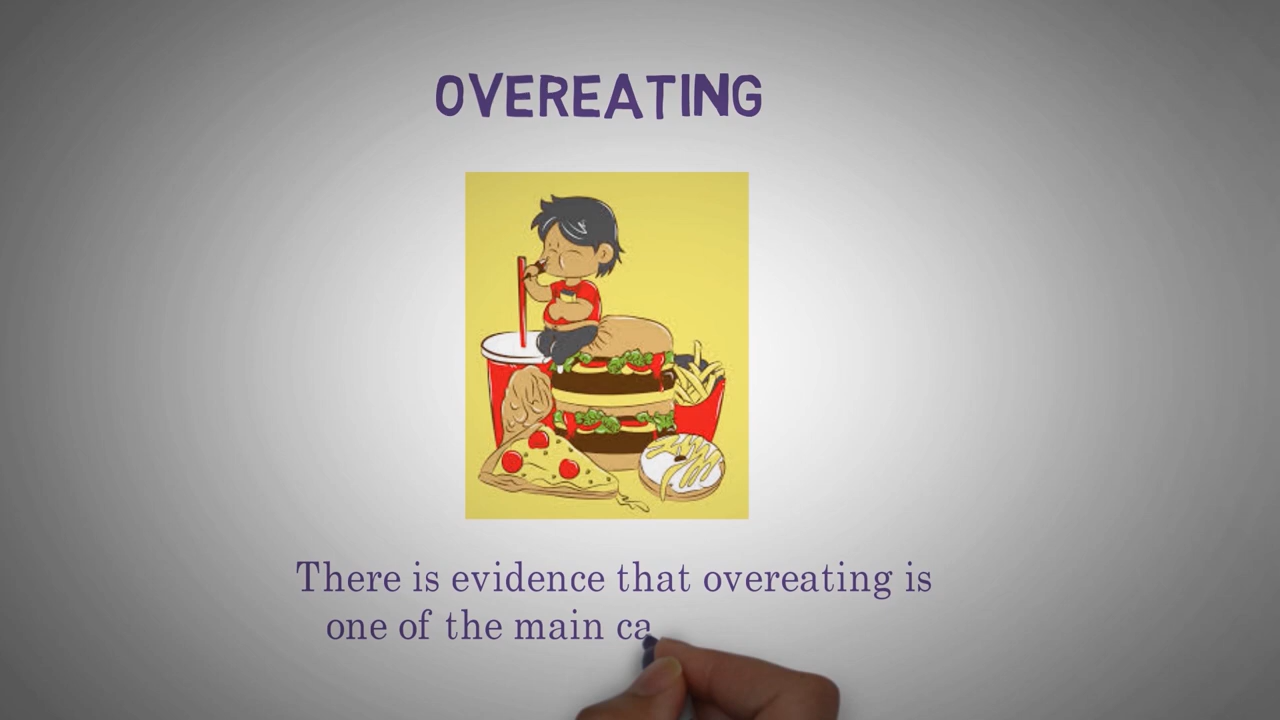 OVEREATING
There is evidence that overeating is
one of the main ca